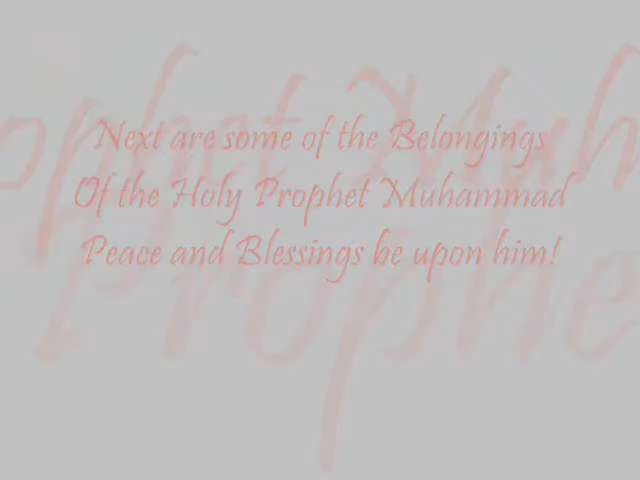 Next are some of the Belongings
Of the Holy Prophet Muhammad
Peace and Blessings be upon him!